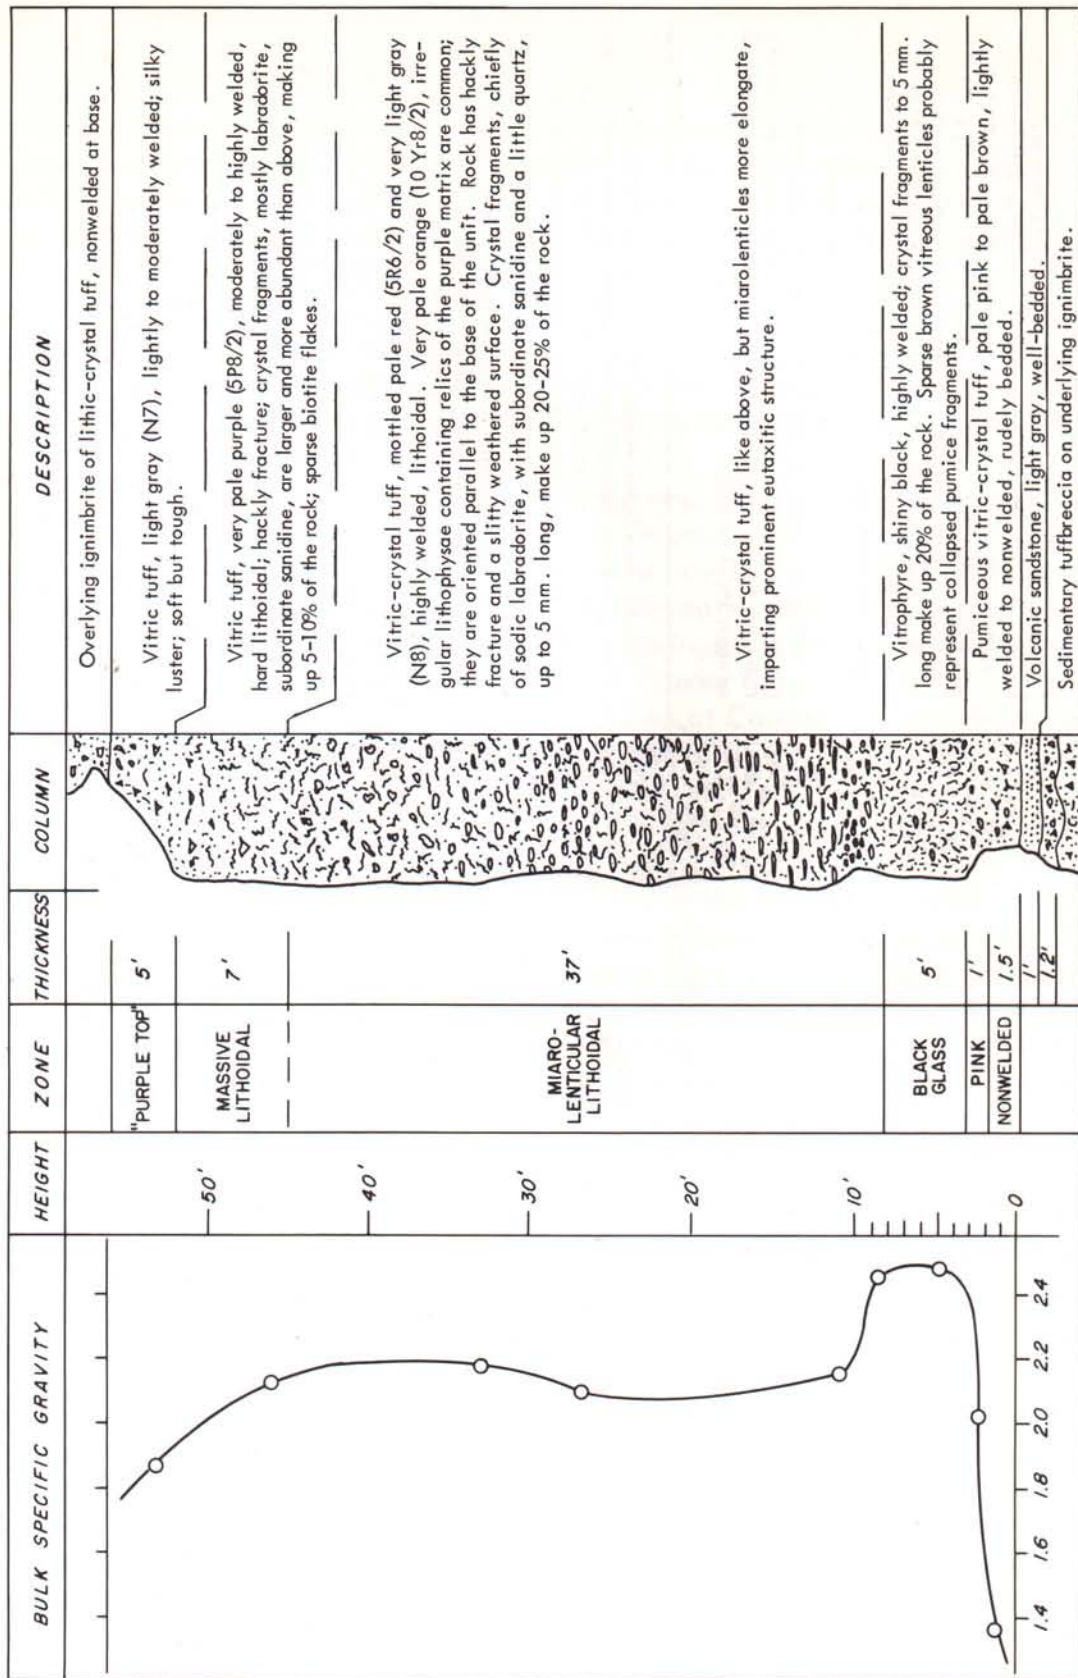 BULK SPECIFIC GRAVITY
HEIGHT
ZONE
THICKNESS
COLUMN
DESCRIPTION
Overlying ignimbrite of lithic-crystal tuff, nonwelded at base.
"PURPLE TOP"
5'
Vitric tuff, light gray (N7), lightly to moderately welded; silky
luster; soft but tough.
50'
MASSIVE
LITHOIDAL
7'
Vitric tuff, very pale purple (5P8/2), moderately to highly welded,
hard lithoidal; hackly fracture; crystal fragments, mostly labradorite,
subordinate sanidine, are larger and more abundant than above, making
up 5-10% of the rock; sparse biotite flakes.
40'
30'
20'
10'
MIARO-
LENTICULAR
LITHOIDAL
37'
Vitric-crystal tuff, mottled pale red (5R6/2) and very light gray
(N8), highly welded, lithoidal. Very pale orange (10 Yr8/2), irre-
gular lithophysae containing relics of the purple matrix are common;
they are oriented parallel to the base of the unit. Rock has hackly
fracture and a slitty weathered surface. Crystal fragments, chiefly
of sodic labradorite, with subordinate sanidine and a little quartz,
up to 5 mm. long, make up 20-25% of the rock.
Vitric-crystal tuff, like above, but miarolenticles more elongate,
imparting prominent eutaxitic structure.
BLACK
GLASS
5'
Vitrophyre, shiny black, highly welded; crystal fragments to 5 mm.
long make up 20% of the rock. Sparse brown vitreous lenticles probably
represent collapsed pumice fragments.
PINK
1'
Pumiceous vitric-crystal tuff, pale pink to pale brown, lightly
welded to nonwelded, rudely bedded.
NONWELDED
1.5'
0
1'
Volcanic sandstone, light gray, well-bedded.
1.2'
Sedimentary tuffbreccia on underlying ignimbrite.
1.4 1.6 1.8 2.0 2.2 2.4